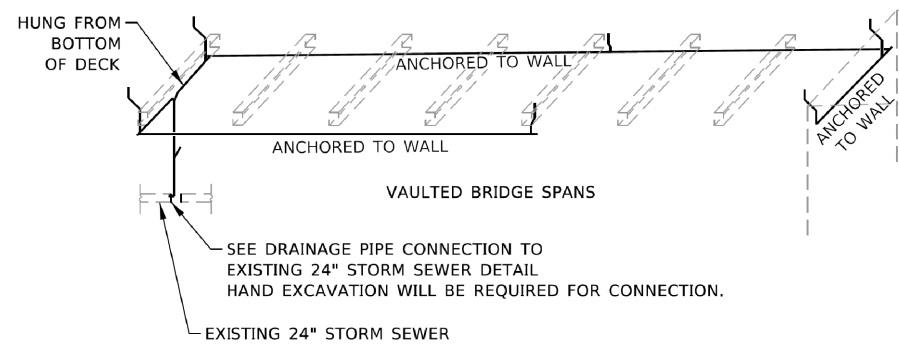 HUNG FROM
BOTTOM
OF DECK
ANCHORED TO WALL
ANCHORED
TO WALL
ANCHORED TO WALL
VAULTED BRIDGE SPANS
SEE DRAINAGE PIPE CONNECTION TO
EXISTING 24" STORM SEWER DETAIL
HAND EXCAVATION WILL BE REQUIRED FOR CONNECTION.
EXISTING 24" STORM SEWER